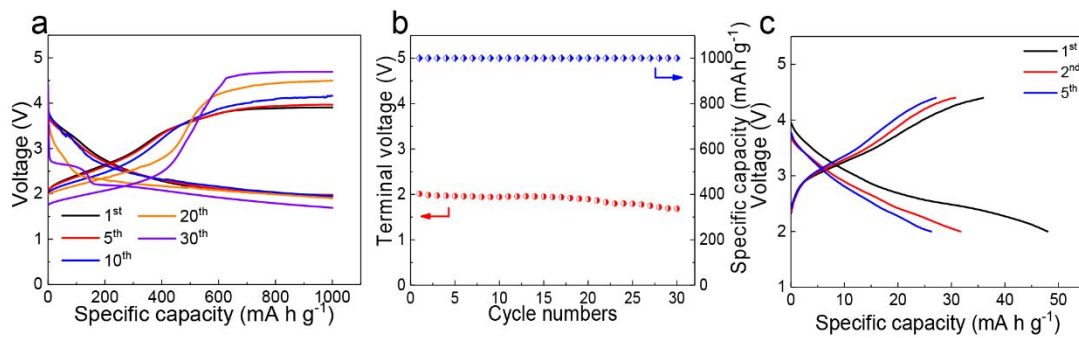 a
Voltage (V)
5
4
3
2
1
0
1st
5th
10th
20th
30th
0 200 400 600 800 1000
Specific capacity (mA h g-1)
b
Terminal voltage (V)
5
4
3
2
1
0
0 5 10 15 20 25 30
Cycle numbers
1000
800
600
400
200
0
Specific capacity (mAh g-1)
c
Voltage (V)
5
4
3
2
1
1st
2nd
5th
0 10 20 30 40 50
Specific capacity (mA h g-1)